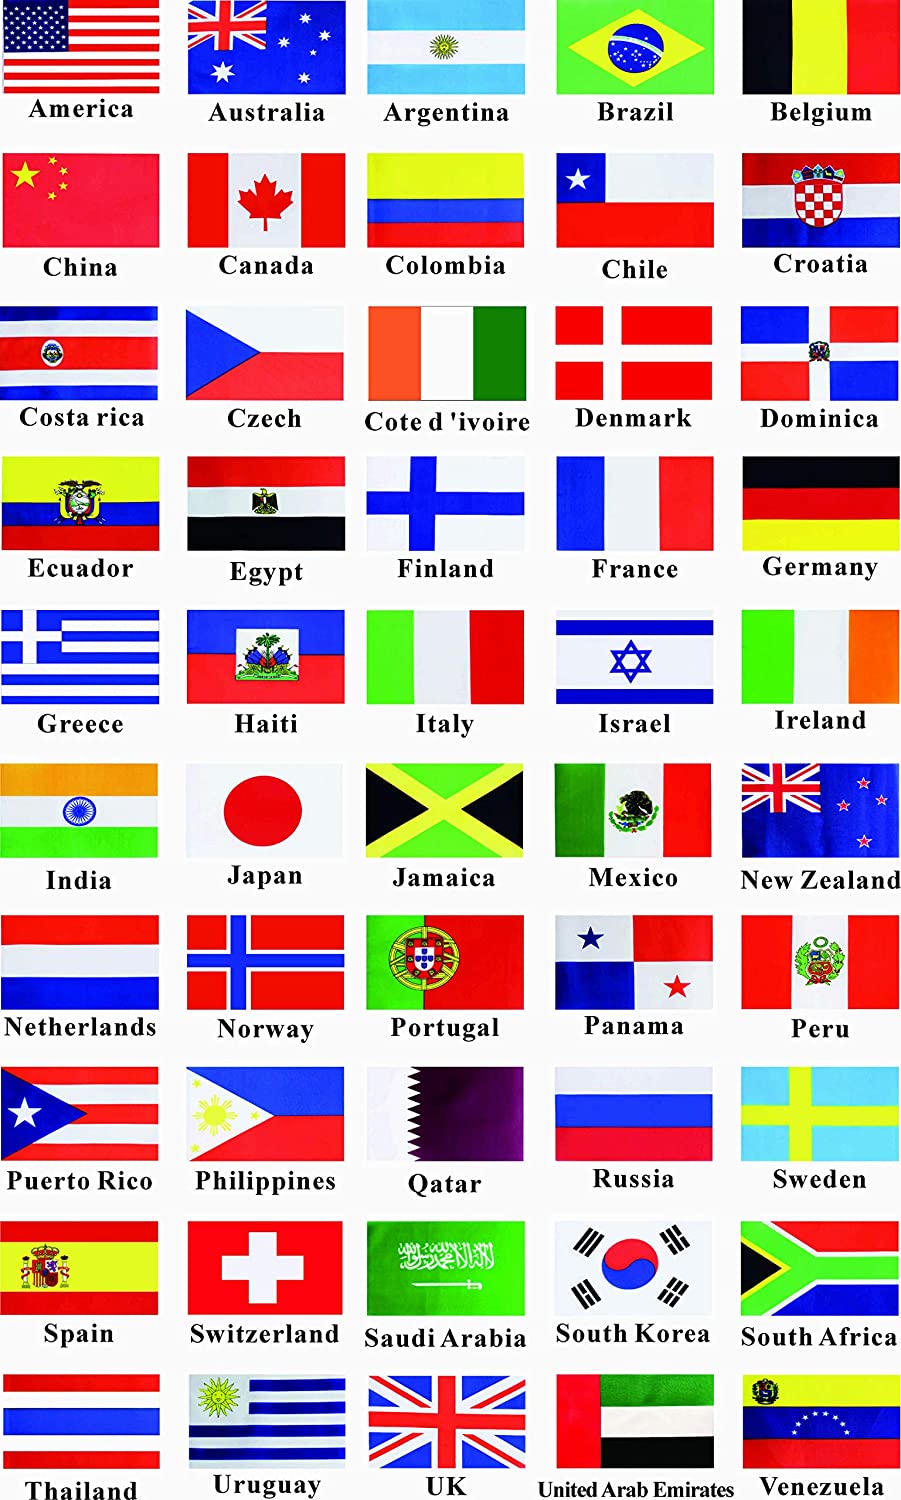 America
Australia
Argentina
Brazil
Belgium
China
Canada
Colombia
Chile
Croatia
Costa rica
Czech
Cote d 'ivoire
Denmark
Dominica
Ecuador
Egypt
Finland
France
Germany
Greece
Haiti
Italy
Israel
Ireland
India
Japan
Jamaica
Mexico
New Zealand
Netherlands
Norway
Portugal
Panama
Peru
Puerto Rico
Philippines
Qatar
Russia
Sweden
Spain
Switzerland
Saudi Arabia
South Korea
South Africa
Thailand
Uruguay
UK
United Arab Emirates
Venezuela